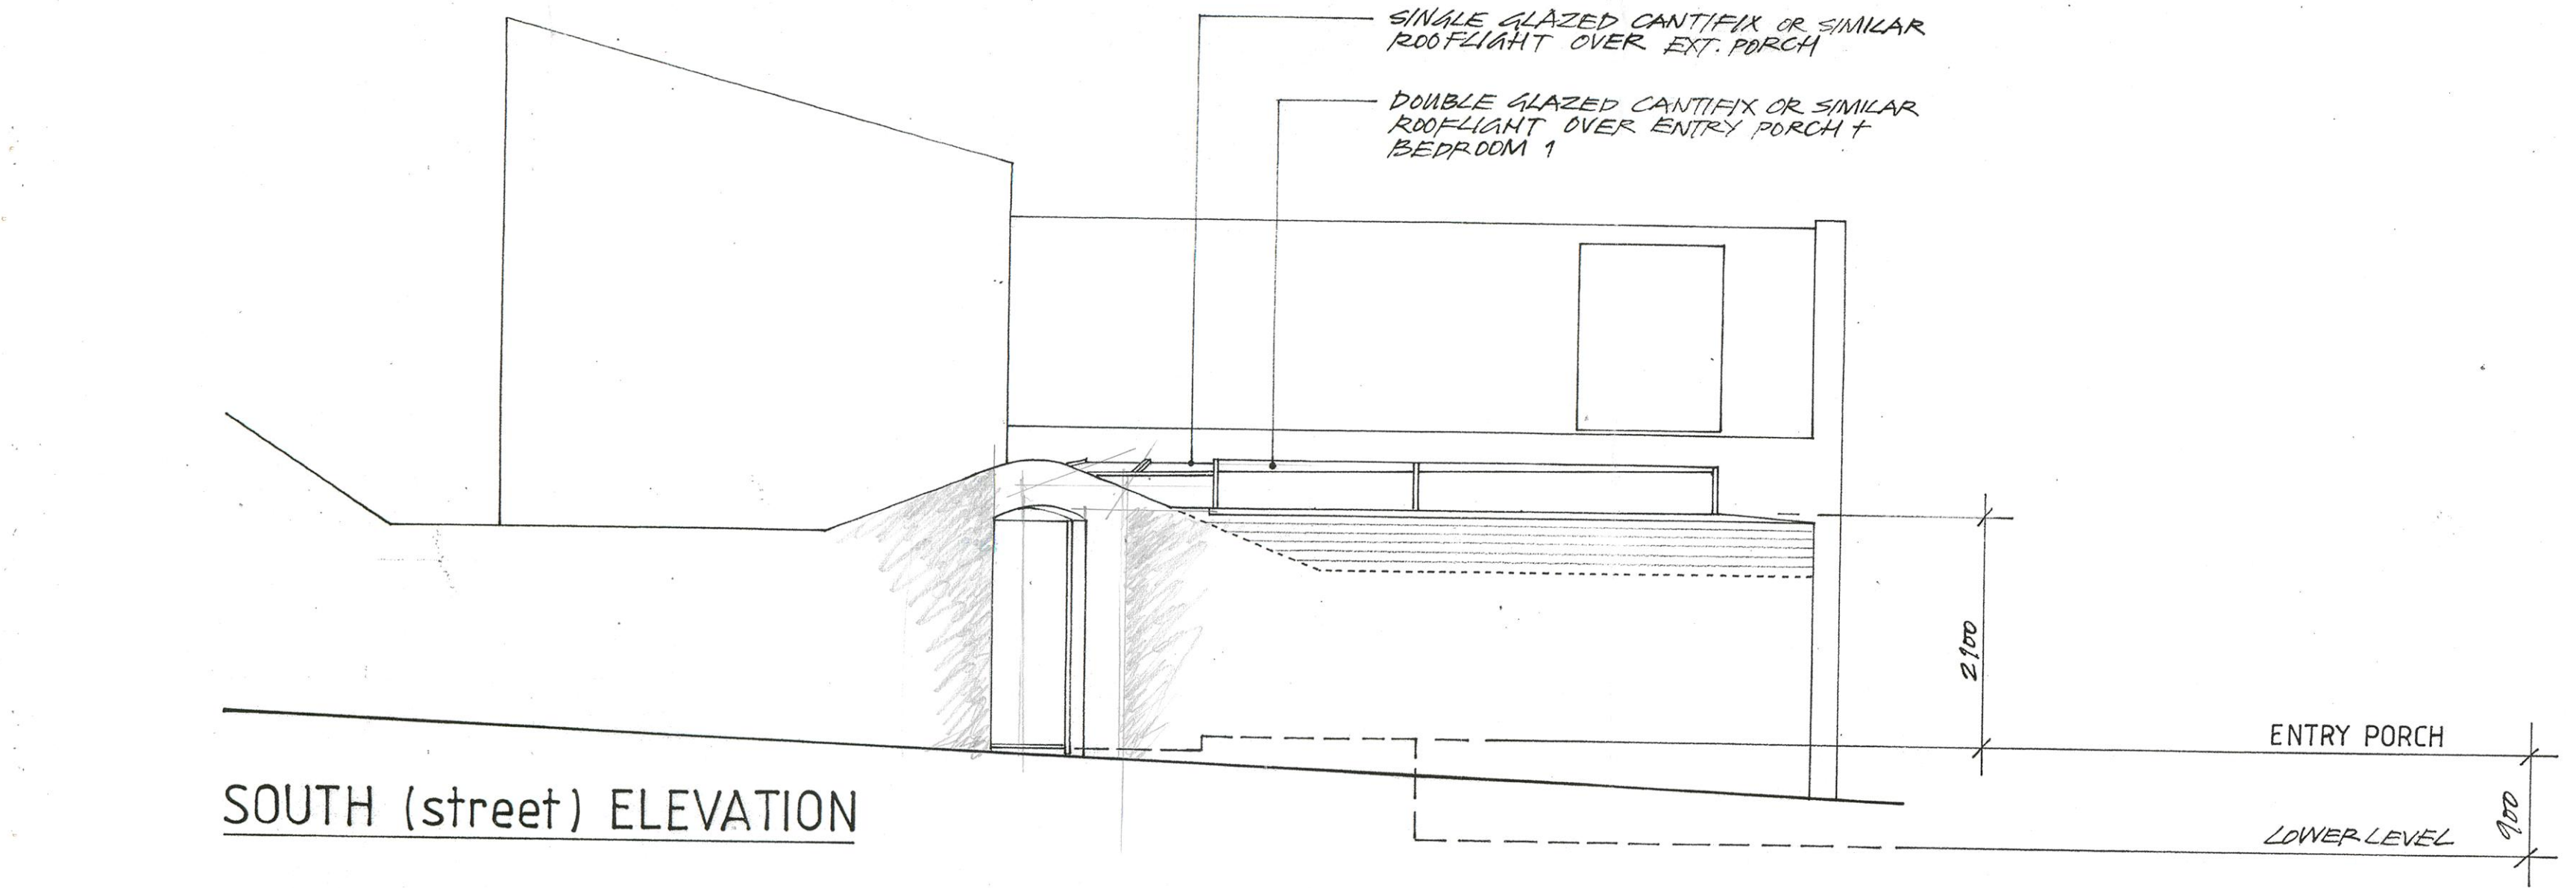 SINGLE GLAZED CANTIFIX OR SIMILAR
ROOFLIGHT OVER EXT. PORCH
DOUBLE GLAZED CANTIFIX OR SIMILAR
ROOFLIGHT OVER ENTRY PORCH +
BEDROOM 1
2100
ENTRY PORCH
900
LOWER LEVEL
SOUTH (street) ELEVATION